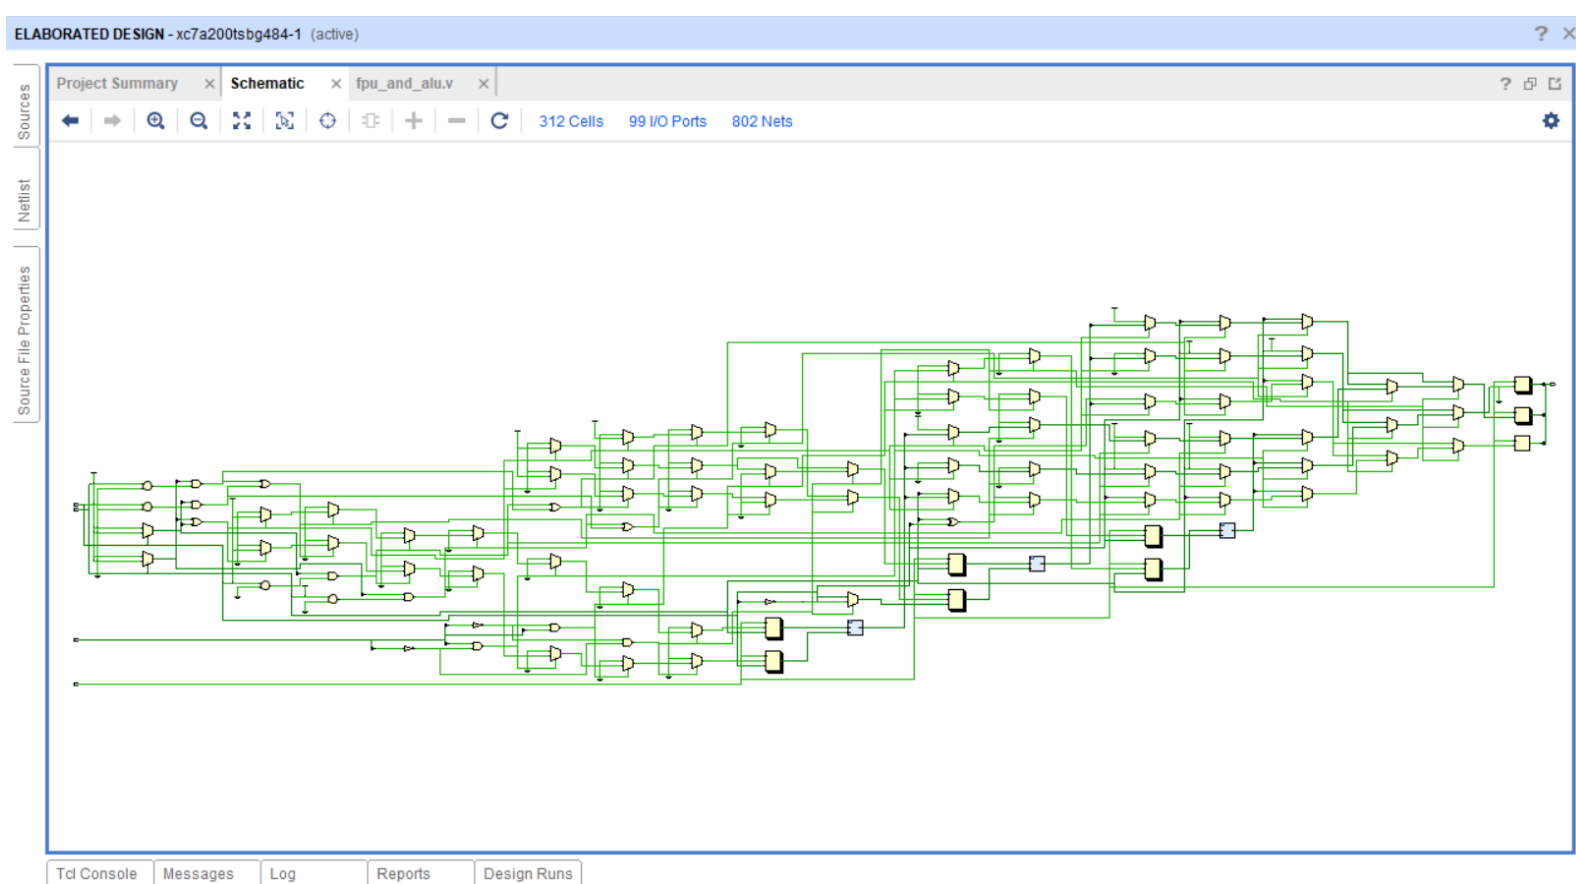 ELABORATED DESIGN - xc7a200tsbg484-1 (active)
Sources
Netlist
Source File Properties
Project Summary
Schematic
fpu_and_alu.v
312 Cells 99 I/O Ports 802 Nets
Tcl Console Messages Log Reports Design Runs